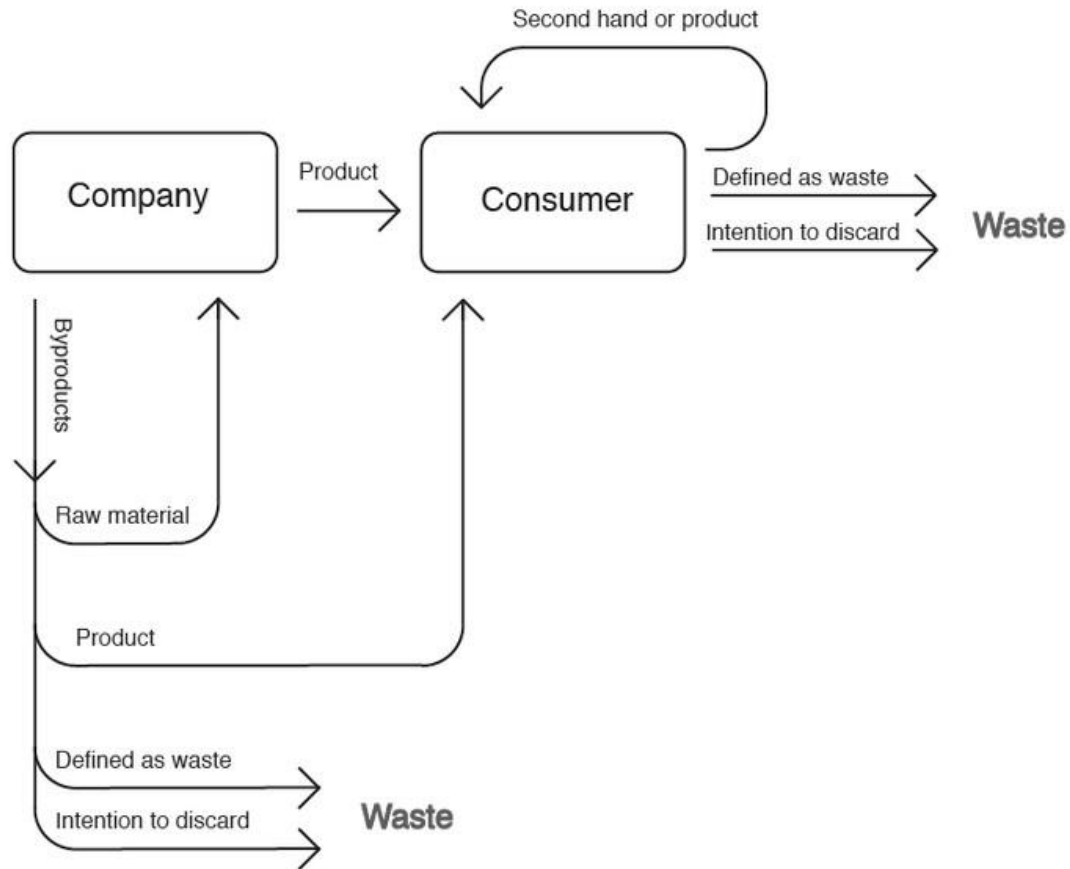 Second hand or product
Company
Product
Consumer
Defined as waste
Intention to discard
Waste
Byproducts
Raw material
Product
Defined as waste
Intention to discard
Waste